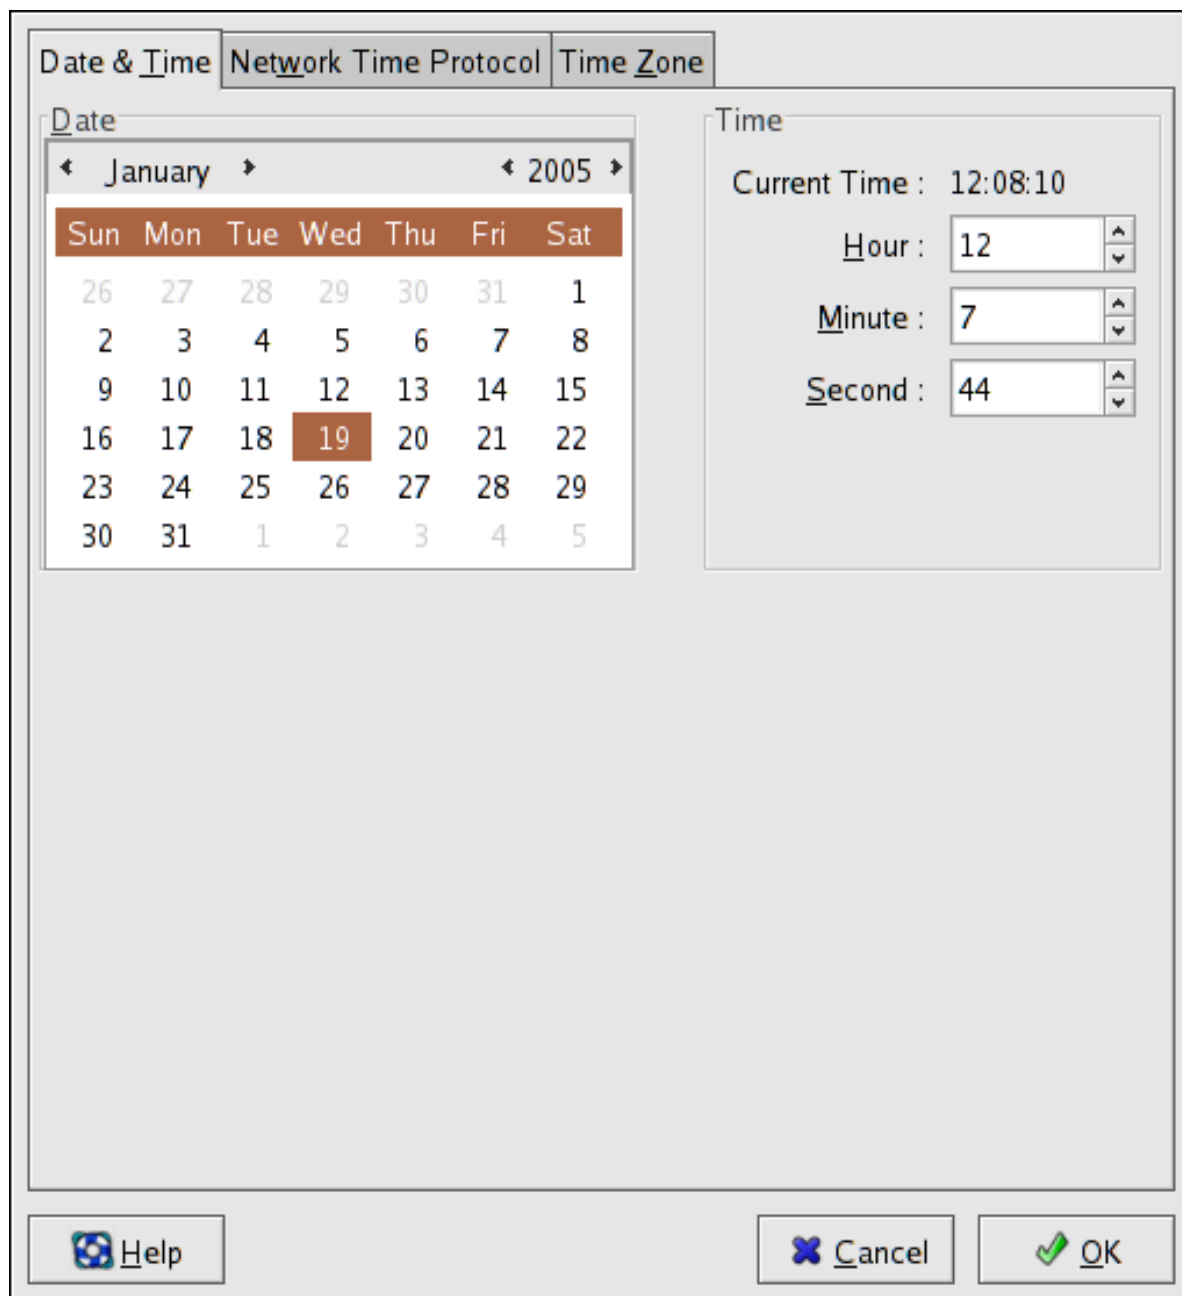 Date & Time Network Time Protocol Time Zone
Date
January 2005
Sun Mon Tue Wed Thu Fri Sat
26 27 28 29 30 31 1
2 3 4 5 6 7 8
9 10 11 12 13 14 15
16 17 18 19 20 21 22
23 24 25 26 27 28 29
30 31 1 2 3 4 5
Time
Current Time : 12:08:10
Hour : 12
Minute : 7
Second : 44
Help Cancel OK